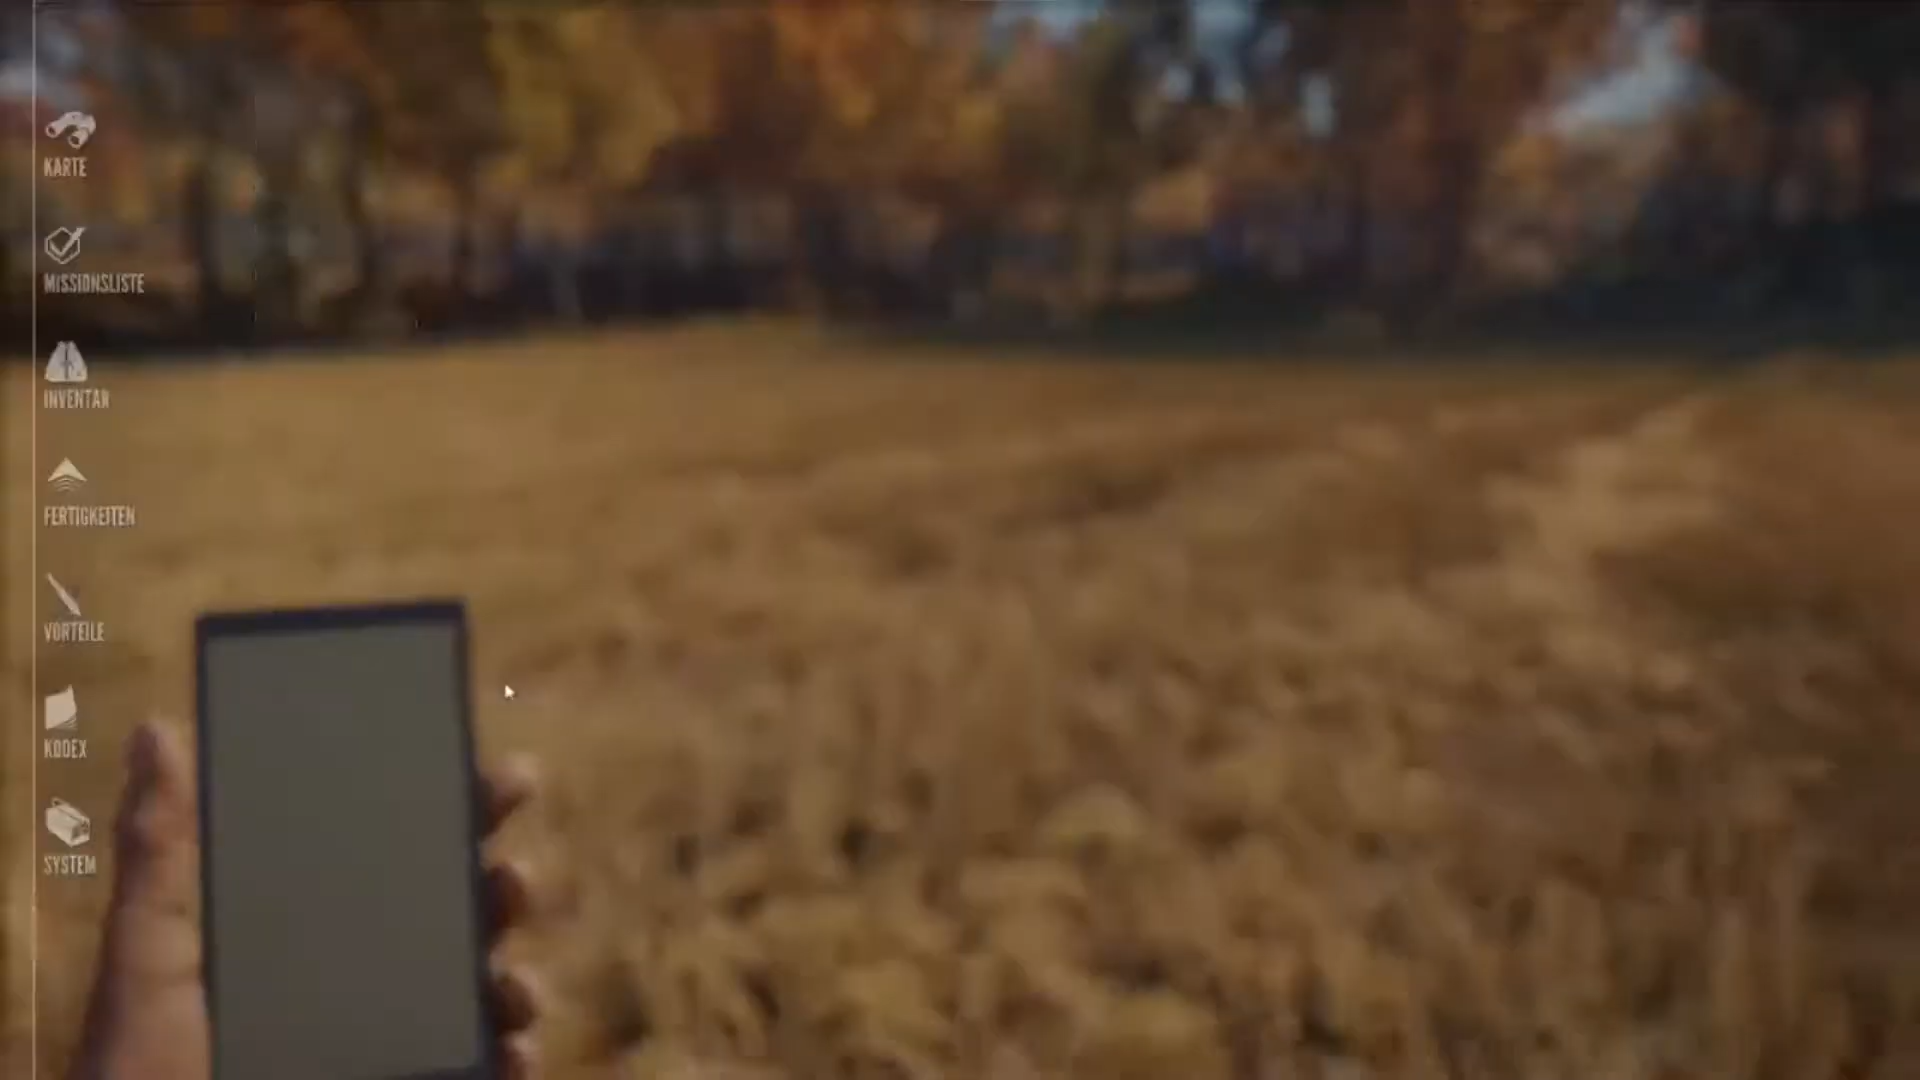 KARTE
MISSIONSLISTE
INVENTAR
FERTIGKEITEN
VORTEILE
KODEX
SYSTEM